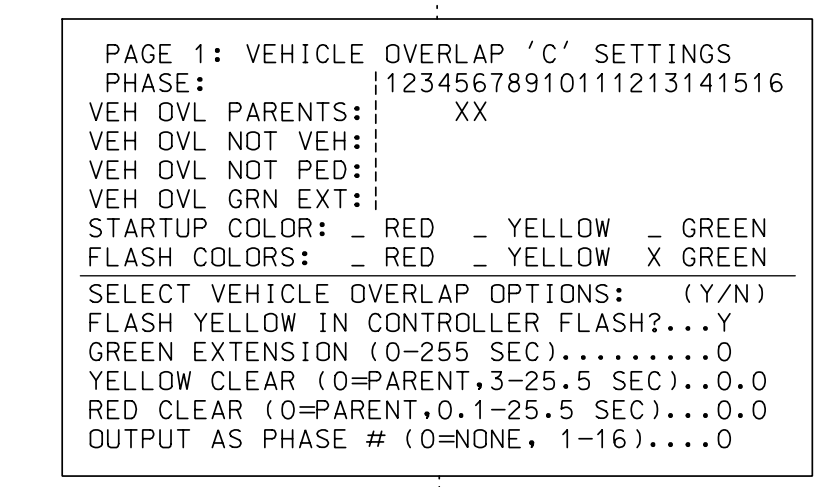 PAGE 1: VEHICLE OVERLAP 'C' SETTINGS
PHASE: |12345678910111213141516
VEH OVL PARENTS:| XX
VEH OVL NOT VEH:|
VEH OVL NOT PED:|
VEH OVL GRN EXT:|
STARTUP COLOR: _ RED _ YELLOW _ GREEN
FLASH COLORS: _ RED _ YELLOW X GREEN
SELECT VEHICLE OVERLAP OPTIONS: (Y/N)
FLASH YELLOW IN CONTROLLER FLASH?...Y
GREEN EXTENSION (0-255 SEC).........0
YELLOW CLEAR (0=PARENT,3-25.5 SEC)..0.0
RED CLEAR (0=PARENT,0.1-25.5 SEC)...0.0
OUTPUT AS PHASE # (0=NONE, 1-16)....0